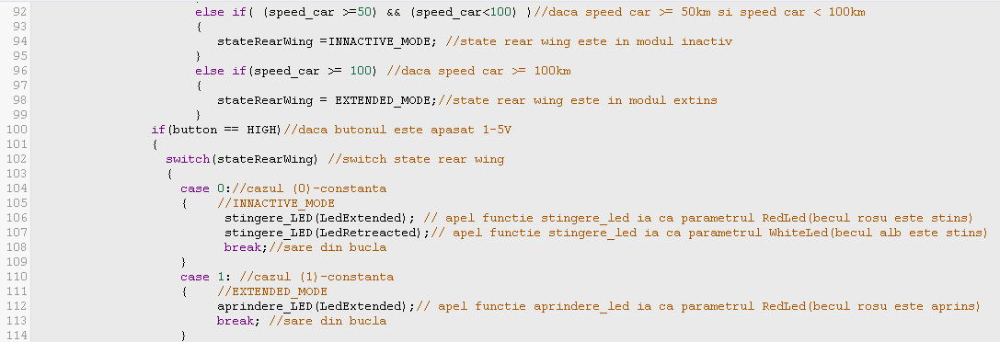 92 else if( (speed_car >=50) && (speed_car<100) )//daca speed car >= 50km si speed car < 100km
93 {
94 stateRearWing =INNACTIVE_MODE; //state rear wing este in modul inactiv
95 }
96 else if(speed_car >= 100) //daca speed car >= 100km
97 {
98 stateRearWing = EXTENDED_MODE;//state rear wing este in modul extins
99 }
100 if(button == HIGH)//daca butonul este apasat 1-5V
101 {
102 switch(stateRearWing) //switch state rear wing
103 {
104 case 0://cazul (0)-constanta
105 { //INNACTIVE_MODE
106 stingere_LED(LedExtended); // apel functie stingere_led ia ca parametrul RedLed(becul rosu este stins)
107 stingere_LED(LedRetreacted);// apel functie stingere_led ia ca parametrul WhiteLed(becul alb este stins)
108 break;//sare din bucla
109 }
110 case 1: //cazul (1)-constanta
111 { //EXTENDED_MODE
112 aprindere_LED(LedExtended);// apel functie aprindere_led ia ca parametrul RedLed(becul rosu este aprins)
113 break; //sare din bucla
114 }